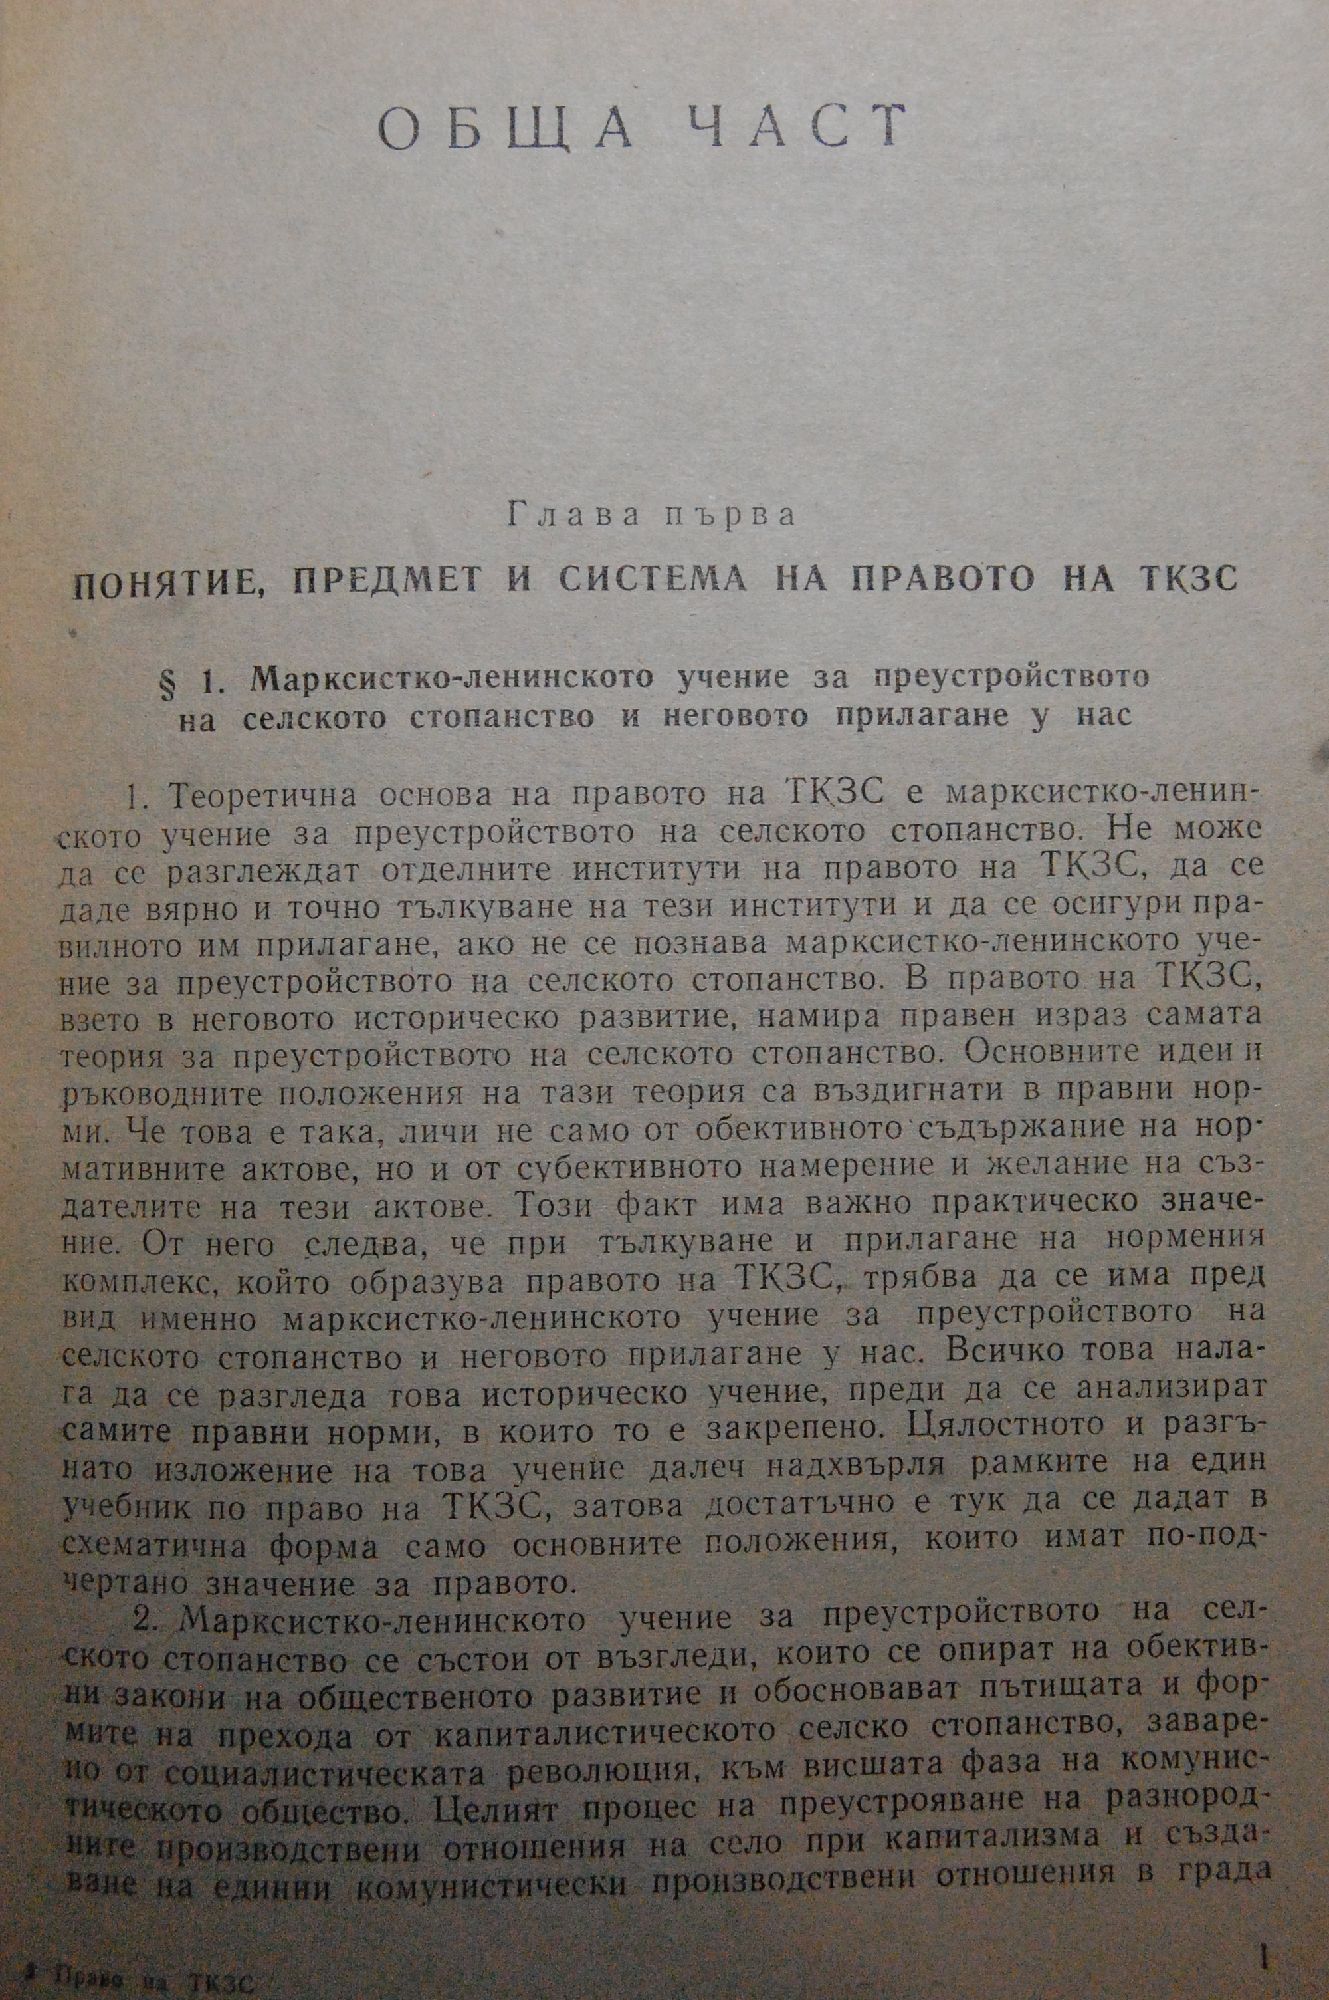 ОБЩА ЧАСТ
Глава първа
ПОНЯТИЕ, ПРЕДМЕТ И СИСТЕМА НА ПРАВОТО НА ТКЗС
§ 1. Марксистко-ленинското учение за преустройството
на селското стопанство и неговото прилагане у нас
1. Теоретична основа на правото на ТКЗС е марксистко-ленин-
ското учение за преустройството на селското стопанство. Не може
да се разглеждат отделните институти на правото на ТКЗС, да се
даде вярно и точно тълкуване на тези институти и да се осигури пра-
вилното им прилагане, ако не се познава марксистко-ленинското уче-
ние за преустройството на селското стопанство. В правото на ТКЗС,
взето в неговото историческо развитие, намира правен израз самата
теория за преустройството на селското стопанство. Основните идеи и
ръководните положения на тази теория са въздигнати в правни нор-
ми. Че това е така, личи не само от обективното съдържание на нор-
мативните актове, но и от субективното намерение и желание на съз-
дателите на тези актове. Този факт има важно практическо значе-
ние. От него следва, че при тълкуване и прилагане на нормения
комплекс, който образува правото на ТКЗС, трябва да се има пред
вид именно марксистко-ленинското учение за преустройството на
селското стопанство и неговото прилагане у нас. Всичко това нала-
га да се разгледа това историческо учение, преди да се анализират
самите правни норми, в които то е закрепено. Цялостното и разгъ-
нато изложение на това учение далеч надхвърля рамките на един
учебник по право на ТКЗС, затова достатъчно е тук да се дадат в
схематична форма само основните положения, които имат по-под-
чертано значение за правото.
2. Марксистко-ленинското учение за преустройството на сел-
ското стопанство се състои от възгледи, които се опират на обектив-
ни закони на общественото развитие и обосновават пътищата и фор-
мите на прехода от капиталистическото селско стопанство, заваре-
но от социалистическата революция, към висшата фаза на комунис-
тическото общество. Целият процес на преустрояване на разнород-
ните производствени отношения на село при капитализма и създа-
ване на единни комунистически производствени отношения в града
Право на ТКЗС
1